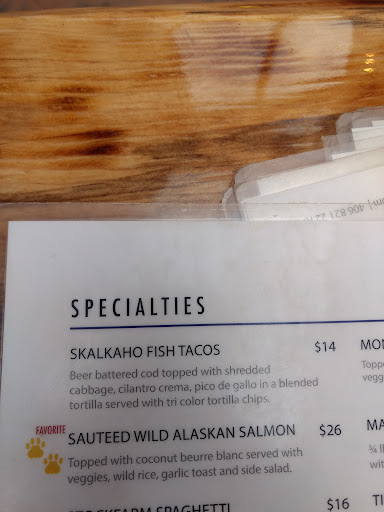 SPECIALTIES
SKALKAHO FISH TACOS $14
Beer battered cod topped with shredded
cabbage, cilantro crema, pico de gallo in a blended
tortilla served with tri color tortilla chips.
FAVORITE
SAUTEED WILD ALASKAN SALMON $26
Topped with coconut beurre blanc served with
veggies, wild rice, garlic toast and side salad.
SPAGHETTI $16